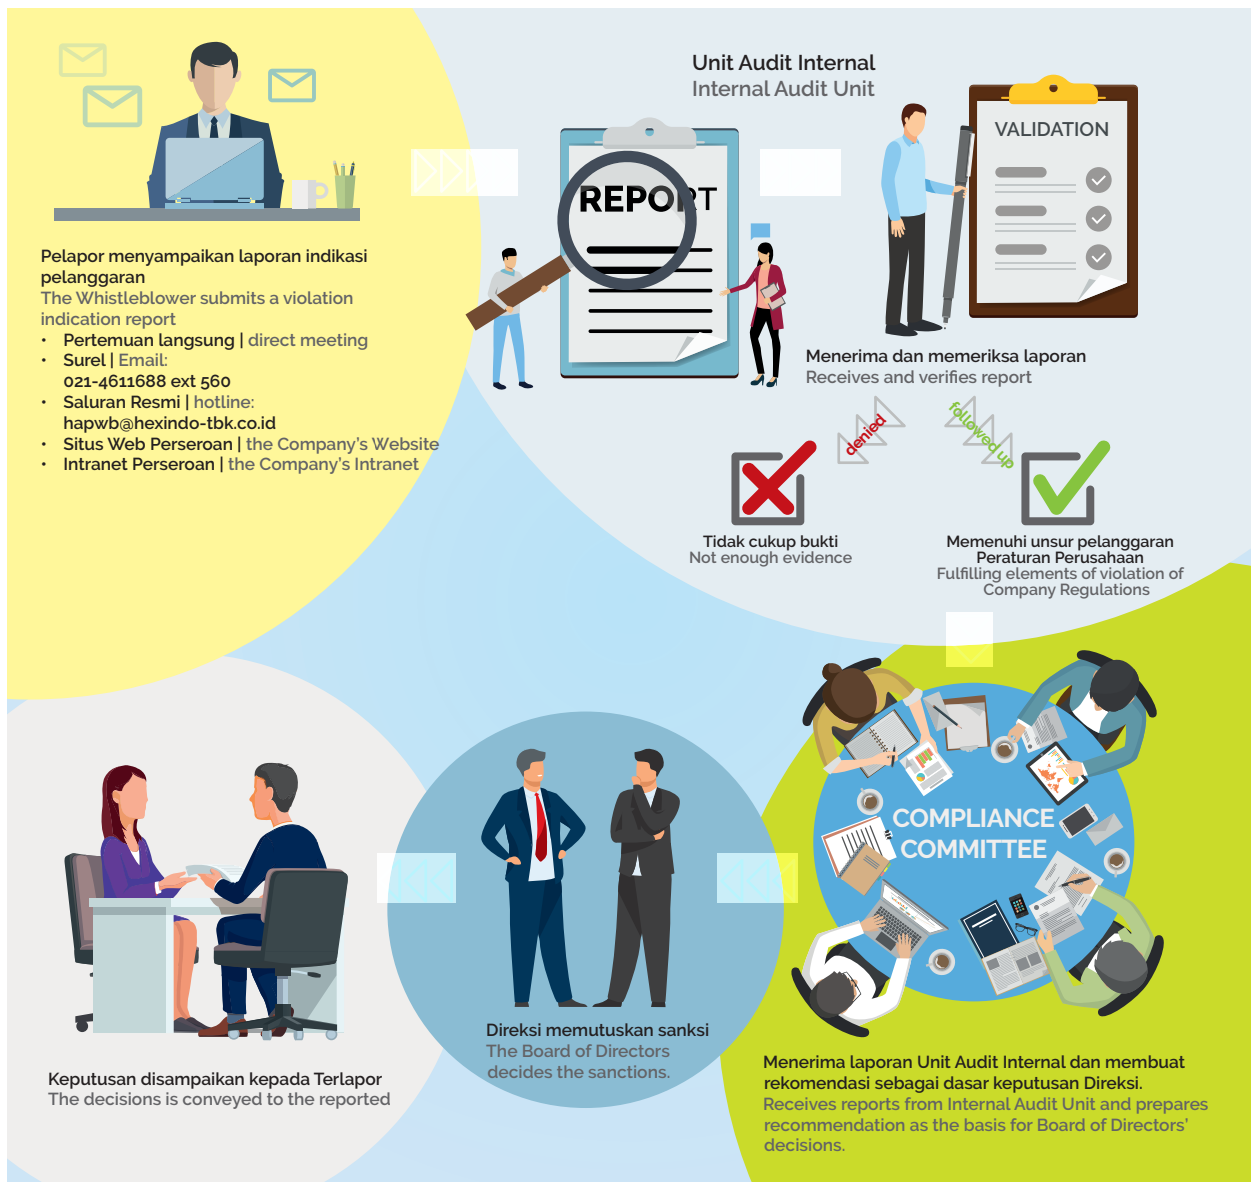 Pelapor menyampaikan laporan indikasi
pelanggaran
The Whistleblower submits a violation
indication report
• Pertemuan langsung | direct meeting
• Surel | Email:
021-4611688 ext 560
• Saluran Resmi | hotline:
hapwb@hexindo-tbk.co.id
• Situs Web Perseroan | the Company's Website
• Intranet Perseroan | the Company's Intranet
Unit Audit Internal
Internal Audit Unit
REPORT
VALIDATION
Menerima dan memeriksa laporan
Receives and verifies report
denied
followed up
Tidak cukup bukti
Not enough evidence
Memenuhi unsur pelanggaran
Peraturan Perusahaan
Fulfilling elements of violation of
Company Regulations
COMPLIANCE
COMMITTEE
Menerima laporan Unit Audit Internal dan membuat
rekomendasi sebagai dasar keputusan Direksi.
Receives reports from Internal Audit Unit and prepares
recommendation as the basis for Board of Directors'
decisions.
Direksi memutuskan sanksi
The Board of Directors
decides the sanctions.
Keputusan disampaikan kepada Terlapor
The decisions is conveyed to the reported